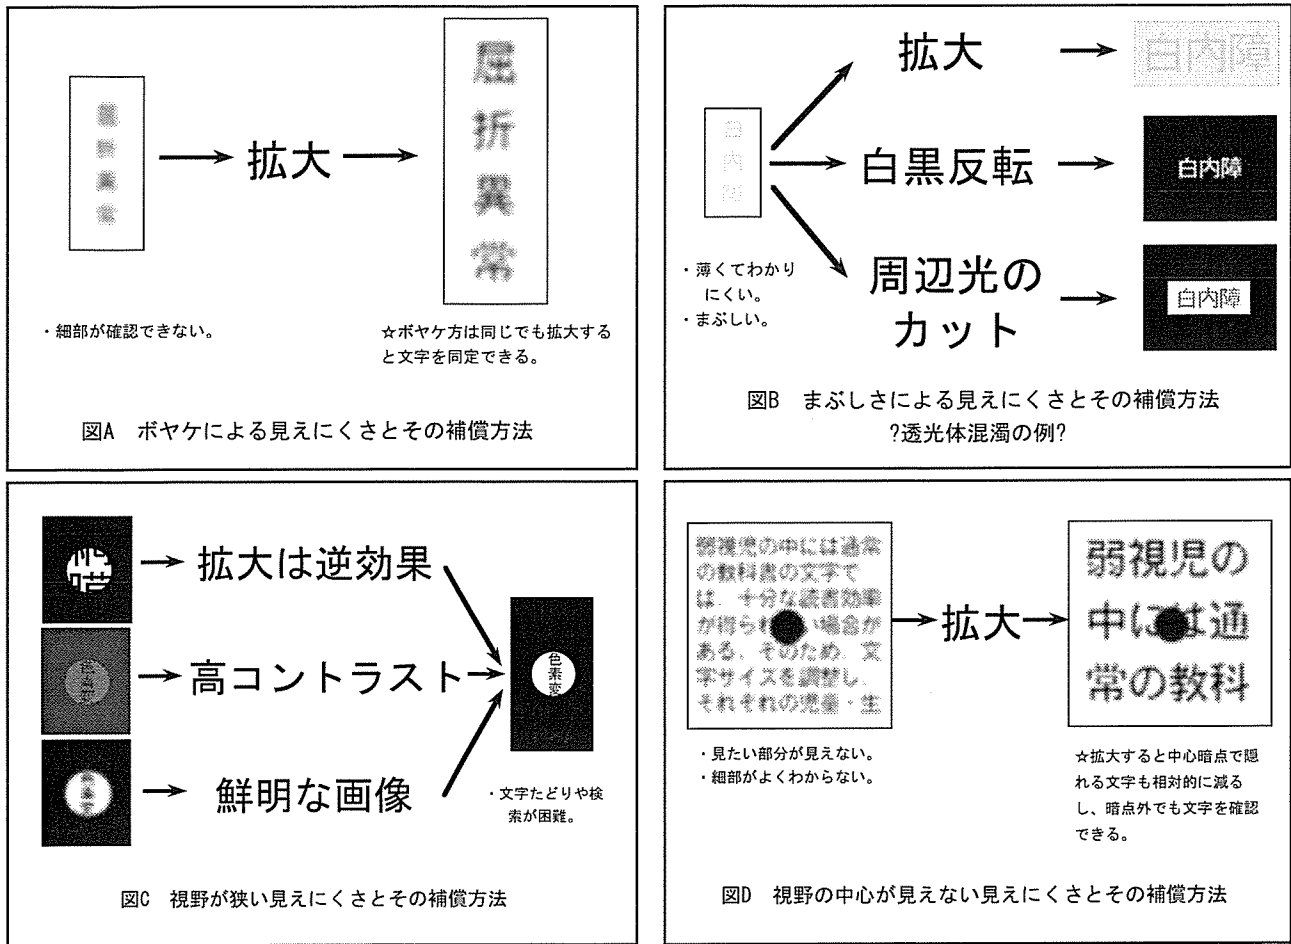 屈
折
異
常
拡大
屈
折
異
常
・細部が確認できない。
☆ボヤケ方は同じでも拡大する
と文字を同定できる。
図A ボヤケによる見えにくさとその補償方法
白
内
障
・薄くてわかり
にくい。
・まぶしい。
拡大
白内障
白黒反転
白内障
周辺光の
カット
白内障
図B まぶしさによる見えにくさとその補償方法
?透光体混濁の例?
拡大は逆効果
高コントラスト
鮮明な画像
色
素
変
・文字たどりや検
索が困難。
図C 視野が狭い見えにくさとその補償方法
弱視児の中には通常
の教科書の文字で
は、十分な読書効果
が得られ い場合が
ある。そのため、文
字サイズを調整し、
それぞれの児童・生
・見たい部分が見えない。
・細部がよくわからない。
拡大
弱視児の
中には通
常の教科
☆拡大すると中心暗点で隠
れる文字も相対的に減る
し、暗点外でも文字を確認
できる。
図D 視野の中心が見えない見えにくさとその補償方法